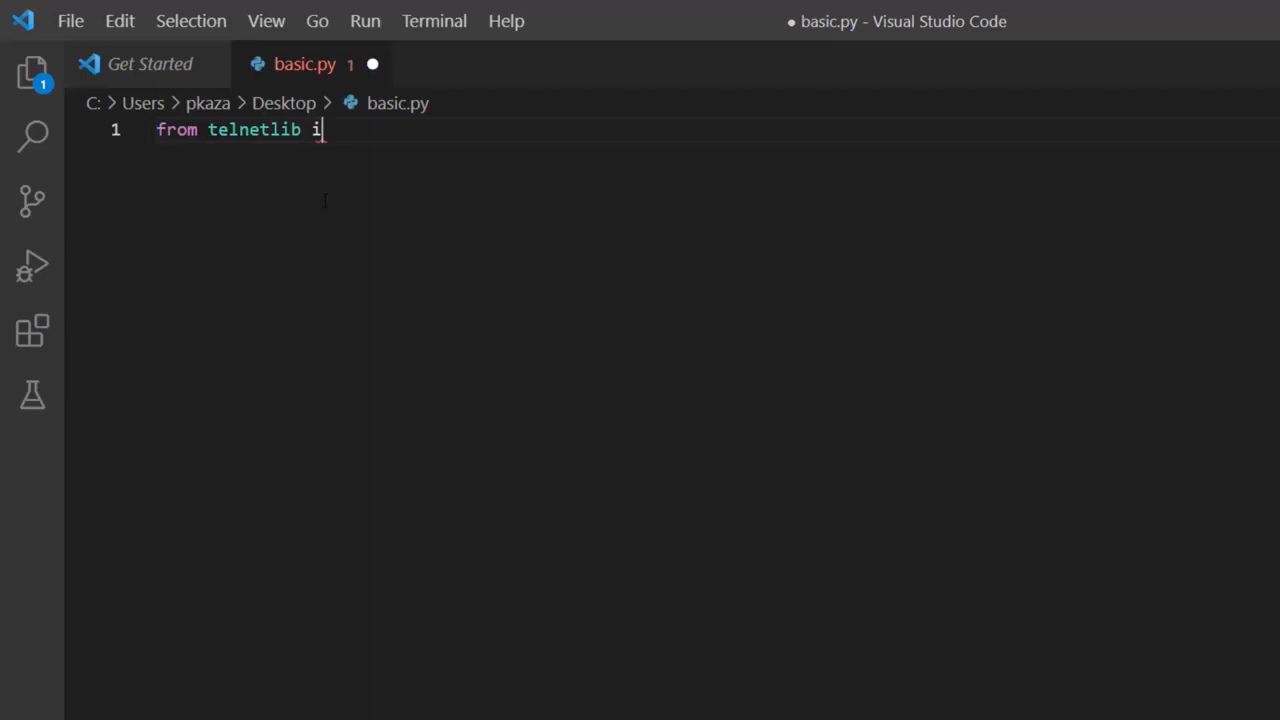 File Edit Selection View Go Run Terminal Help ● basic.py - Visual Studio Code
Get Started basic.py 1
1
C: > Users > pkaza > Desktop > basic.py
1 from telnetlib i